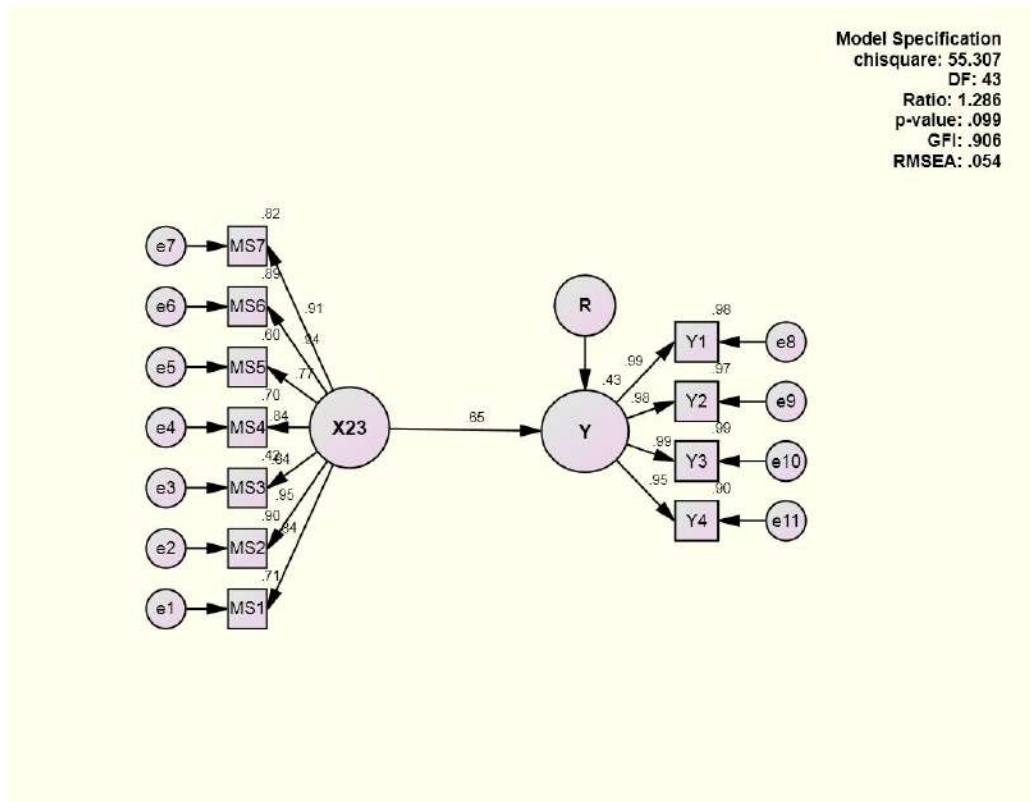 Model Specification
chisquare: 55.307
DF: 43
Ratio: 1.286
p-value: .099
GFI: .906
RMSEA: .054
.82
e7 MS7
.89
.91
e6 MS6
.60
.94
e5 MS5
.77
.70
e4 MS4
.84
X23
.65
.42
.64
e3 MS3
.95
.90
e2 MS2
.84
.71
e1 MS1
R
Y
.43
.98
.99
Y1 e8
.97
.98
Y2 e9
.99
.99
Y3 e10
.90
.95
Y4 e11